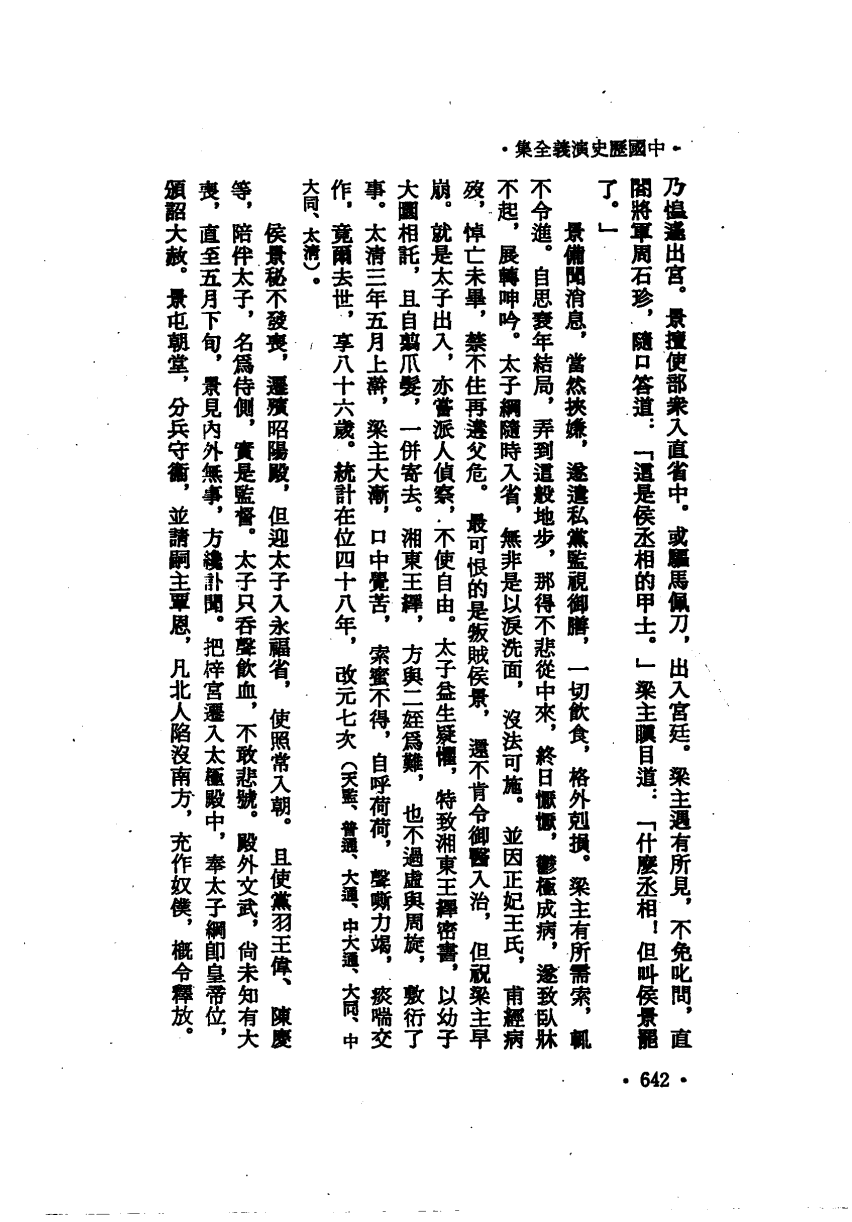 •中國歷史演義全集•
乃惶遽出宮。景擅使部衆入直省中。或驅馬佩刀，出入宮廷。梁主遇有所見，不免叱問，直
閤將軍周石珍，隨口答道：「這是侯丞相的甲士。」梁主瞋目道：「什麼丞相！但叫侯景罷
了。」
景備聞消息，當然挾嫌，遂遣私黨監視御膳，一切飲食，格外剋損。梁主有所需索，輒
不令進。自思衰年結局，弄到這般地步，那得不悲從中來，終日懨懨，鬱極成病，遂致臥牀
不起，展轉呻吟。太子綱隨時入省，無非是以淚洗面，沒法可施。並因正妃王氏，甫經病
歿，悼亡未畢，禁不住再遘父危。最可恨的是叛賊侯景，還不肯令御醫入治，但祝梁主早
崩。就是太子出入，亦嘗派人偵察，不使自由。太子益生疑懼，特致湘東王繹密書，以幼子
大圜相託，且自翦爪髮，一併寄去。湘東王繹，方與二姪爲難，也不過虛與周旋，敷衍了
事。太清三年五月上澣，梁主大漸，口中覺苦，索蜜不得，自呼荷荷，聲嘶力竭，痰喘交
作，竟爾去世，享八十六歲。統計在位四十八年，改元七次（天監、普通、大通、中大通、大同、中
大同、太清）。
侯景秘不發喪，遷殯昭陽殿，但迎太子入永福省，使照常入朝。且使黨羽王偉、陳慶
等，陪伴太子，名爲侍側，實是監督。太子只吞聲飲血，不敢悲號。殿外文武，尙未知有大
喪，直至五月下旬，景見內外無事，方纔訃聞。把梓宮遷入太極殿中，奉太子綱卽皇帝位，
頒詔大赦。景屯朝堂，分兵守衞，並請嗣主覃恩，凡北人陷沒南方，充作奴僕，概令釋放。
•642•